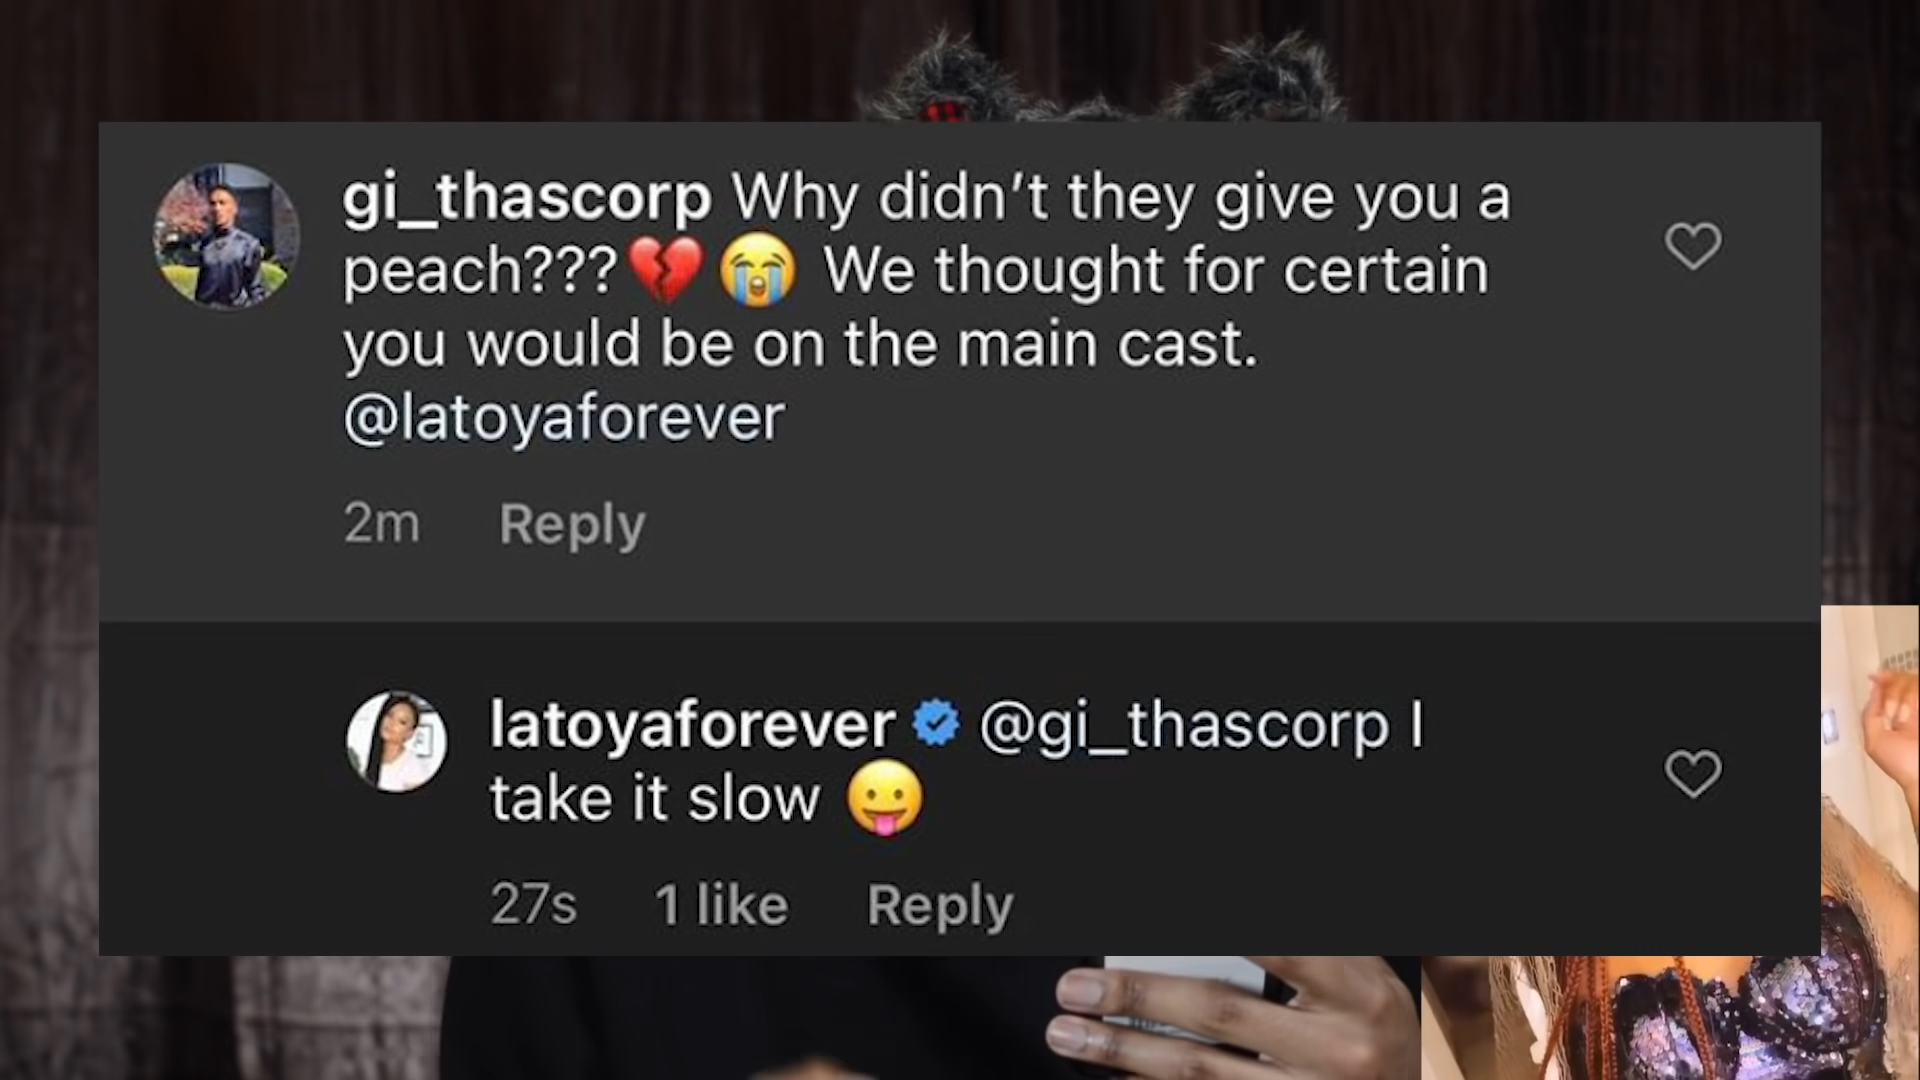 gi_thascorp Why didn’t they give you a
peach???💔😭 We thought for certain
you would be on the main cast.
@latoyaforever
2m Reply
latoyaforever @gi_thascorp I
take it slow 😛
27s 1 like Reply